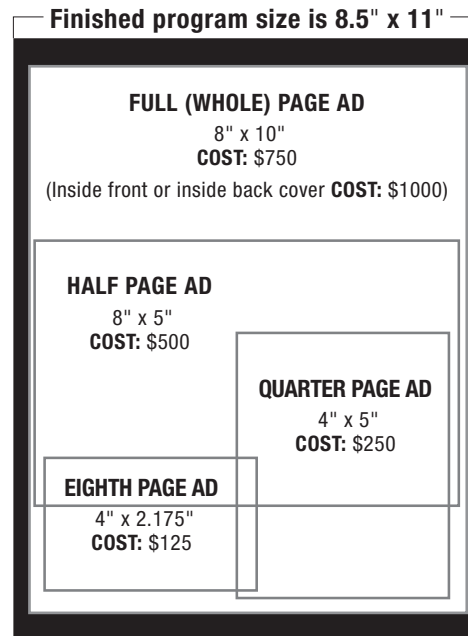 Finished program size is 8.5" x 11"
FULL (WHOLE) PAGE AD
8" x 10"
COST: $750
(Inside front or inside back cover COST: $1000)
HALF PAGE AD
8" x 5"
COST: $500
QUARTER PAGE AD
4" x 5"
COST: $250
EIGHTH PAGE AD
4" x 2.175"
COST: $125